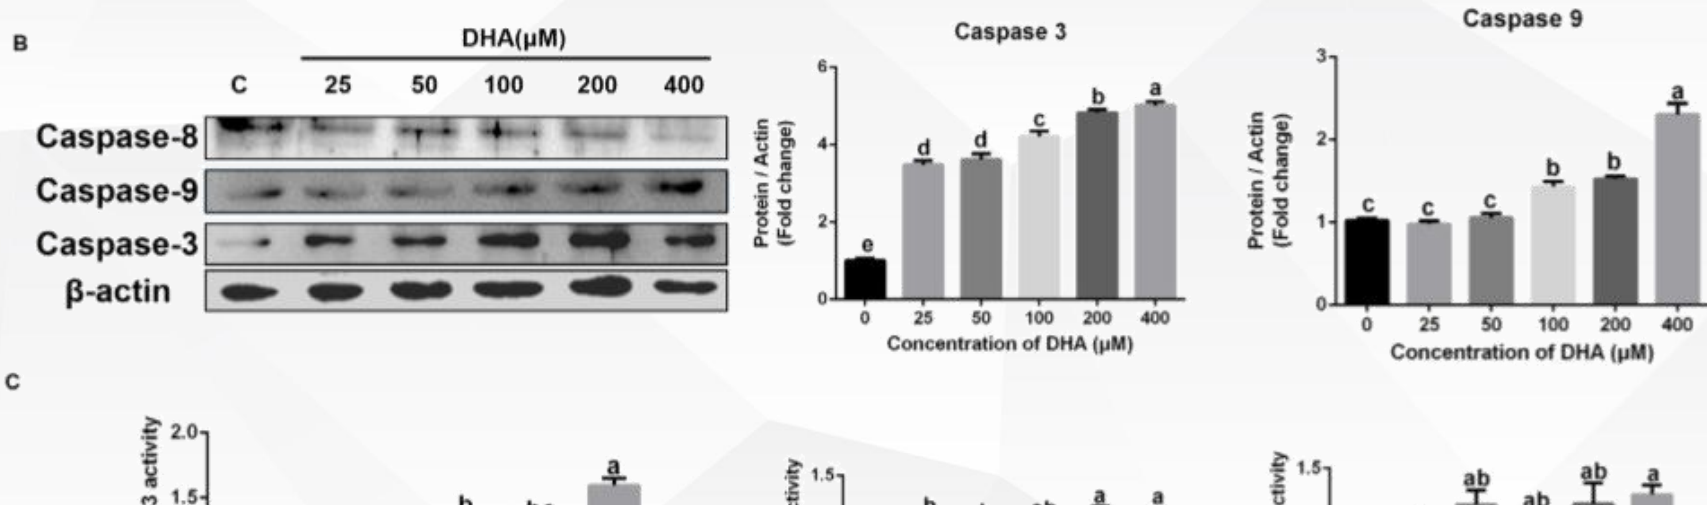 B
DHA(µM)
C 25 50 100 200 400
Caspase-8
Caspase-9
Caspase-3
β-actin
Caspase 3
Protein / Actin
(Fold change)
6
4
2
0
e d d c b a
0 25 50 100 200 400
Concentration of DHA (µM)
Caspase 9
Protein / Actin
(Fold change)
3
2
1
0
c c c b b a
0 25 50 100 200 400
Concentration of DHA (µM)
C
3 activity
2.0
1.5
a
1.5
a a
1.5
ab ab ab a